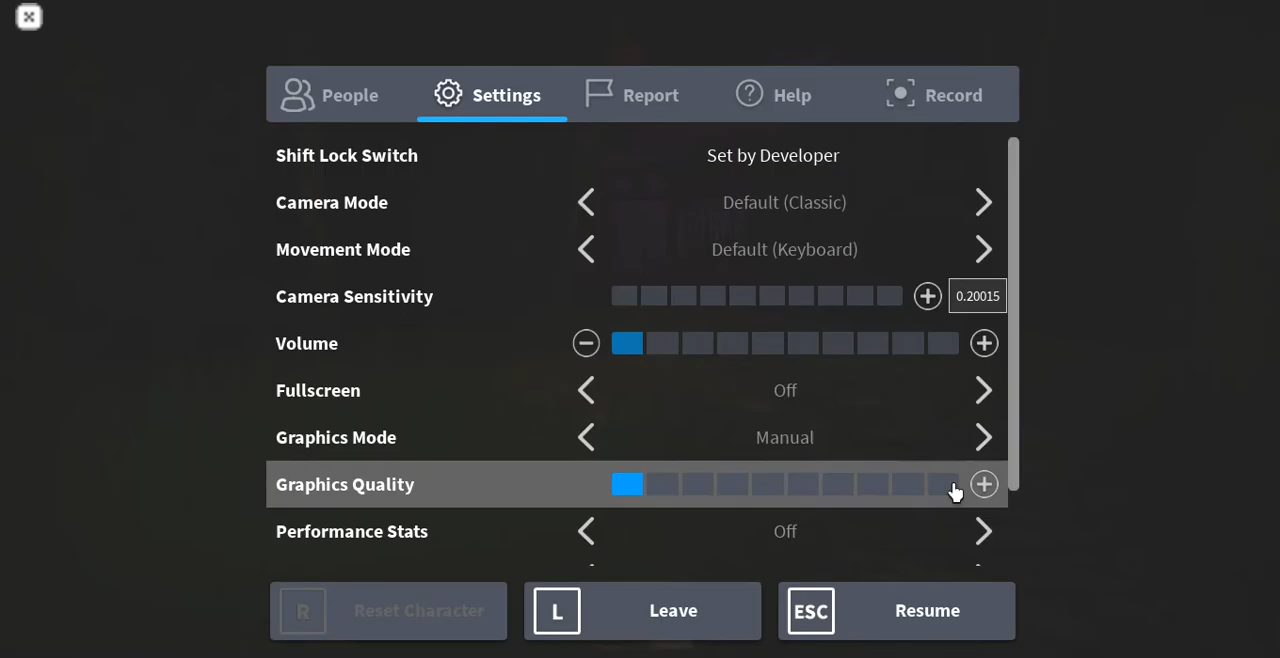 People Settings Report Help Record
Shift Lock Switch Set by Developer
Camera Mode Default (Classic)
Movement Mode Default (Keyboard)
Camera Sensitivity 0.20015
Volume
Fullscreen Off
Graphics Mode Manual
Graphics Quality
Performance Stats Off
R Reset Character L Leave ESC Resume